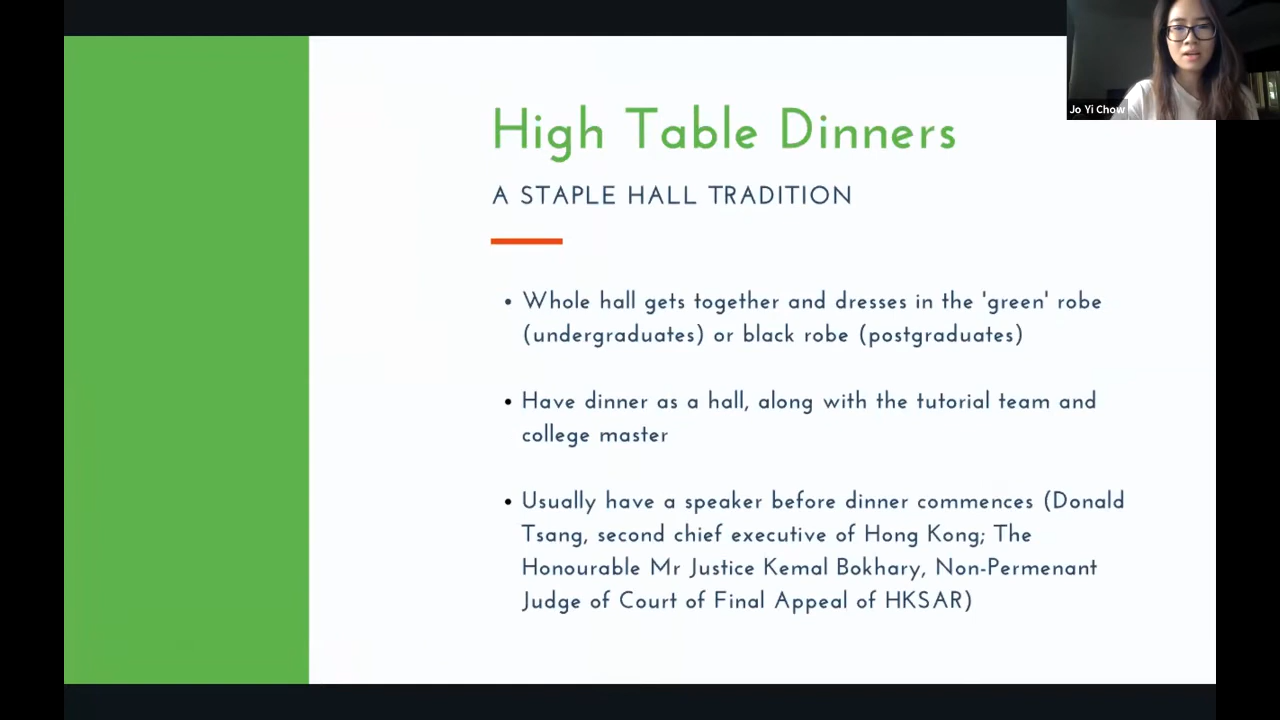 Jo Yi Chow
High Table Dinners
A STAPLE HALL TRADITION
• Whole hall gets together and dresses in the 'green' robe
(undergraduates) or black robe (postgraduates)
• Have dinner as a hall, along with the tutorial team and
college master
• Usually have a speaker before dinner commences (Donald
Tsang, second chief executive of Hong Kong; The
Honourable Mr Justice Kemal Bokhary, Non-Permenant
Judge of Court of Final Appeal of HKSAR)